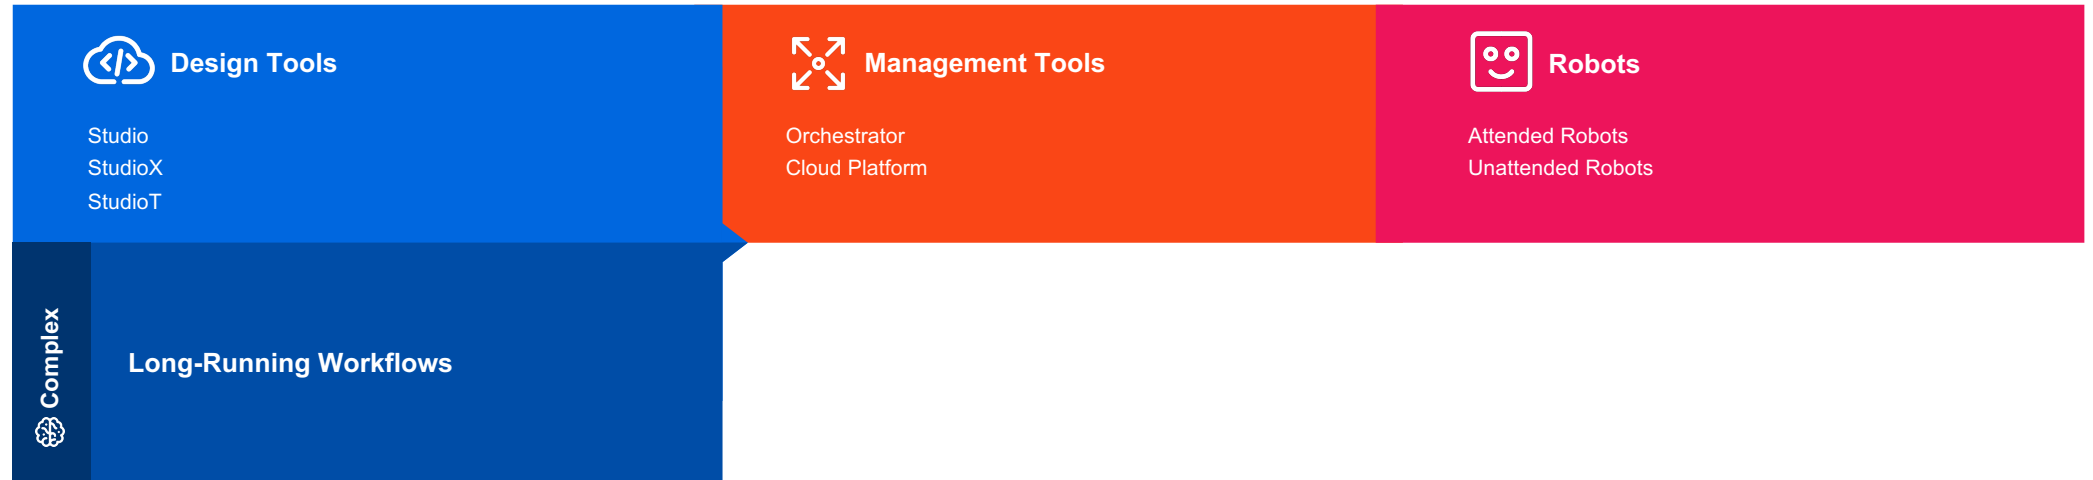 Design Tools
Studio
StudioX
StudioT
Management Tools
Orchestrator
Cloud Platform
Robots
Attended Robots
Unattended Robots
Complex
Long-Running Workflows